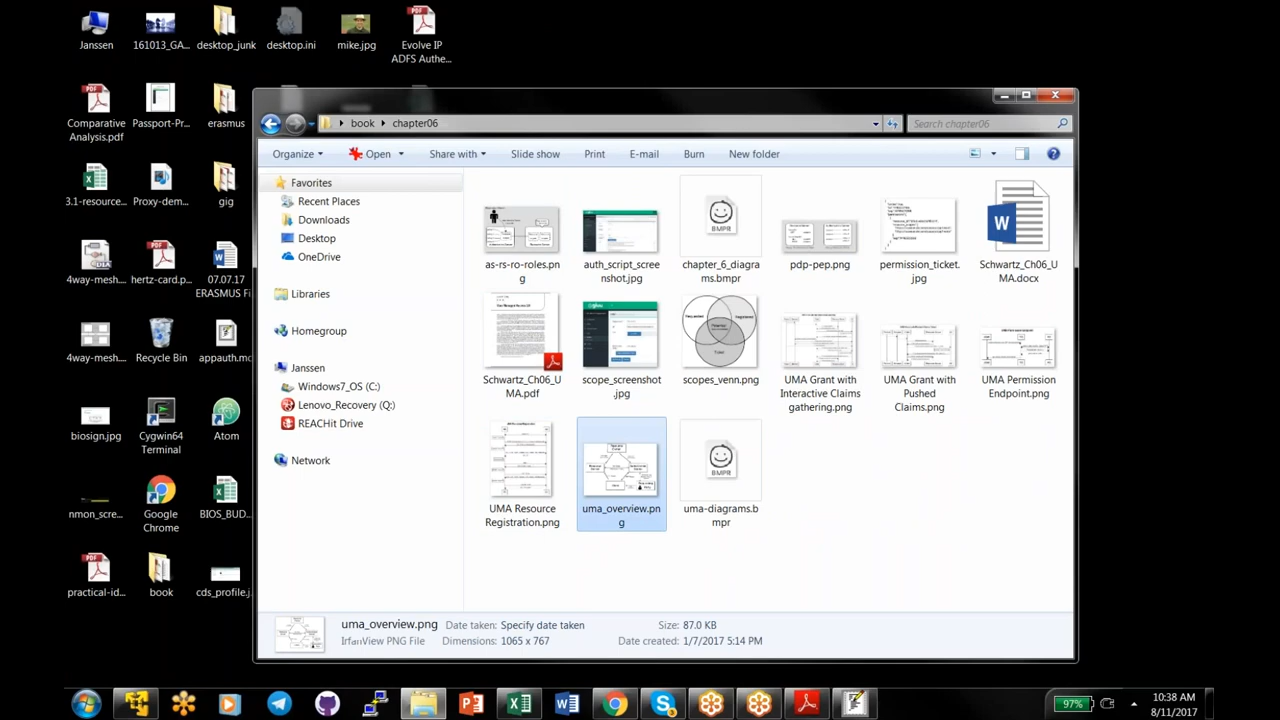 Janssen
161013_GA...
desktop_junk
desktop.ini
mike.jpg
Evolve IP
ADFS Authe...
Comparative
Analysis.pdf
Passport-Pr...
erasmus
3.1-resource...
Proxy-dem...
gig
4way-mesh...
hertz-card.p...
07.07.17
ERASMUS Fi
4way-mesh...
Recycle Bin
appauth.mc
biosign.jpg
Cygwin64
Terminal
Atom
nmon_scre...
Google
Chrome
BIOS_BUD...
practical-id...
book
cds_profile.j
book
chapter06
Search chapter06
Organize
Open
Share with
Slide show
Print
E-mail
Burn
New folder
Favorites
Recent Places
Downloads
Desktop
OneDrive
Libraries
Homegroup
Janssen
Windows7_OS (C:)
Lenovo_Recovery (Q:)
REACHit Drive
Network
as-rs-ro-roles.pn
g
auth_script_scree
nshot.jpg
BMPR
chapter_6_diagra
ms.bmpr
pdp-pep.png
permission_ticket.
jpg
W
Schwartz_Ch06_U
MA.docx
Schwartz_Ch06_U
MA.pdf
scope_screenshot
.jpg
scopes_venn.png
UMA Grant with
Interactive Claims
gathering.png
UMA Grant with
Pushed
Claims.png
UMA Permission
Endpoint.png
UMA Resource
Registration.png
uma_overview.pn
g
BMPR
uma-diagrams.b
mpr
uma_overview.png
Date taken: Specify date taken
Size: 87.0 KB
IrfanView PNG File
Dimensions: 1065 x 767
Date created: 1/7/2017 5:14 PM
97%
10:38 AM
8/11/2017